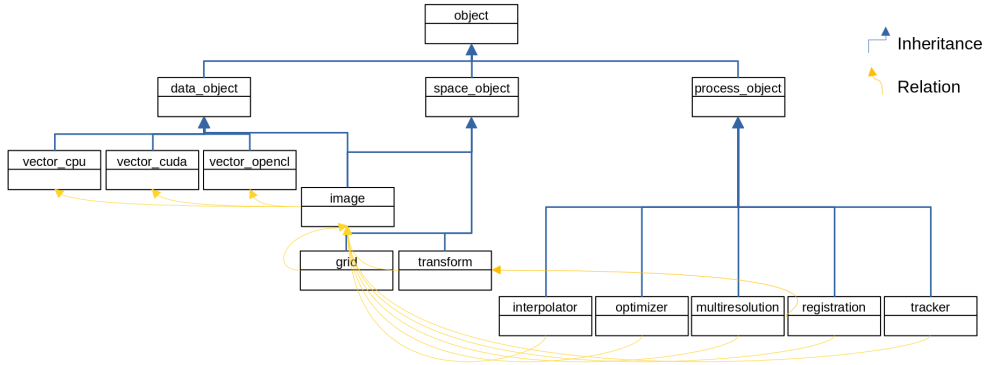 object
Inheritance
Relation
data_object
space_object
process_object
vector_cpu
vector_cuda
vector_opencl
image
grid
transform
interpolator
optimizer
multiresolution
registration
tracker